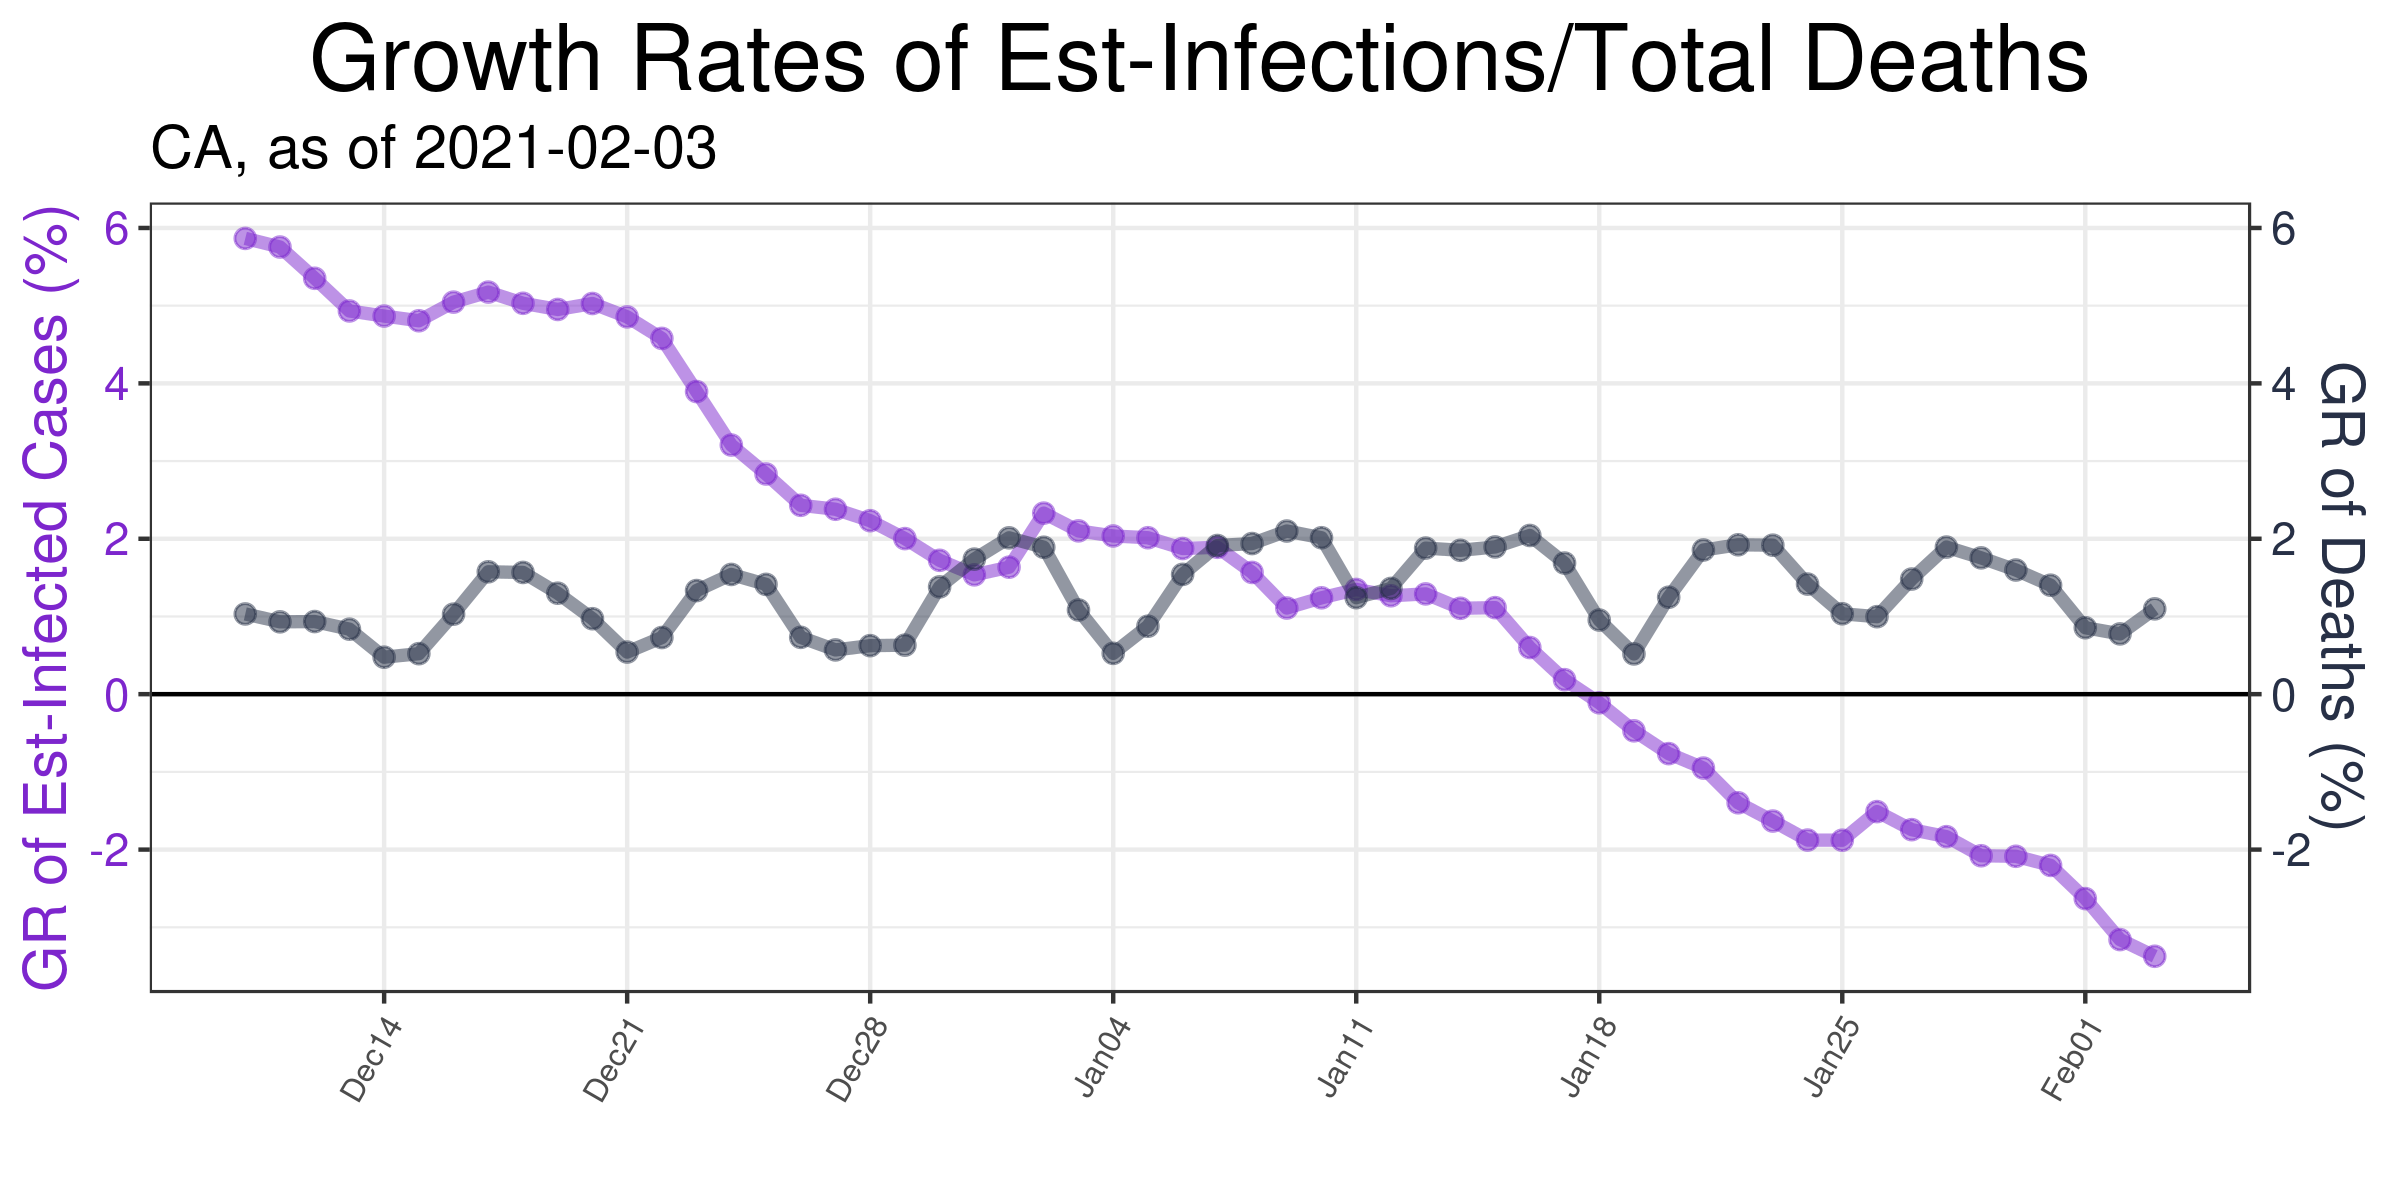 Growth Rates of Est-Infections/Total Deaths
CA, as of 2021-02-03
GR of Est-Infected Cases (%)
6
4
2
0
-2
6
4
2
0
-2
GR of Deaths (%)
Dec14
Dec21
Dec28
Jan04
Jan11
Jan18
Jan25
Feb01